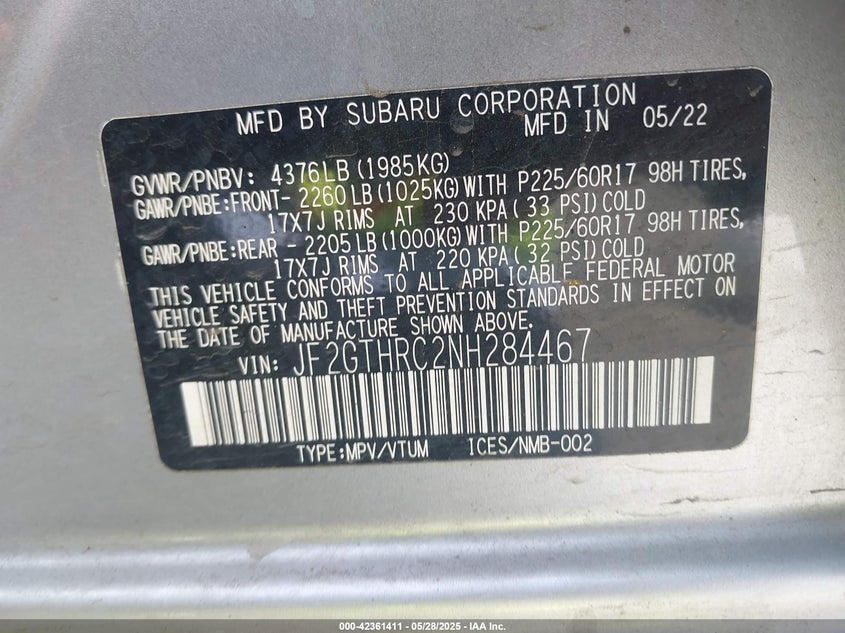 MFD BY SUBARU CORPORATION
MFD IN 05/22
GVWR/PNBV: 4376LB (1985KG)
GAWR/PNBE:FRONT- 2260LB (1025KG) WITH P225/60R17 98H TIRES,
17X7J RIMS AT 230 KPA ( 33 PSI) COLD
GAWR/PNBE:REAR - 2205LB (1000KG) WITH P225/60R17 98H TIRES,
17X7J RIMS AT 220 KPA ( 32 PSI) COLD
THIS VEHICLE CONFORMS TO ALL APPLICABLE FEDERAL MOTOR
VEHICLE SAFETY AND THEFT PREVENTION STANDARDS IN EFFECT ON
THE DATE OF MANUFACTURE SHOWN ABOVE.
VIN: JF2GTHRC2NH284467
TYPE:MPV/VTUM ICES/NMB-002
000-42361411 — 05/28/2025 — IAA Inc.